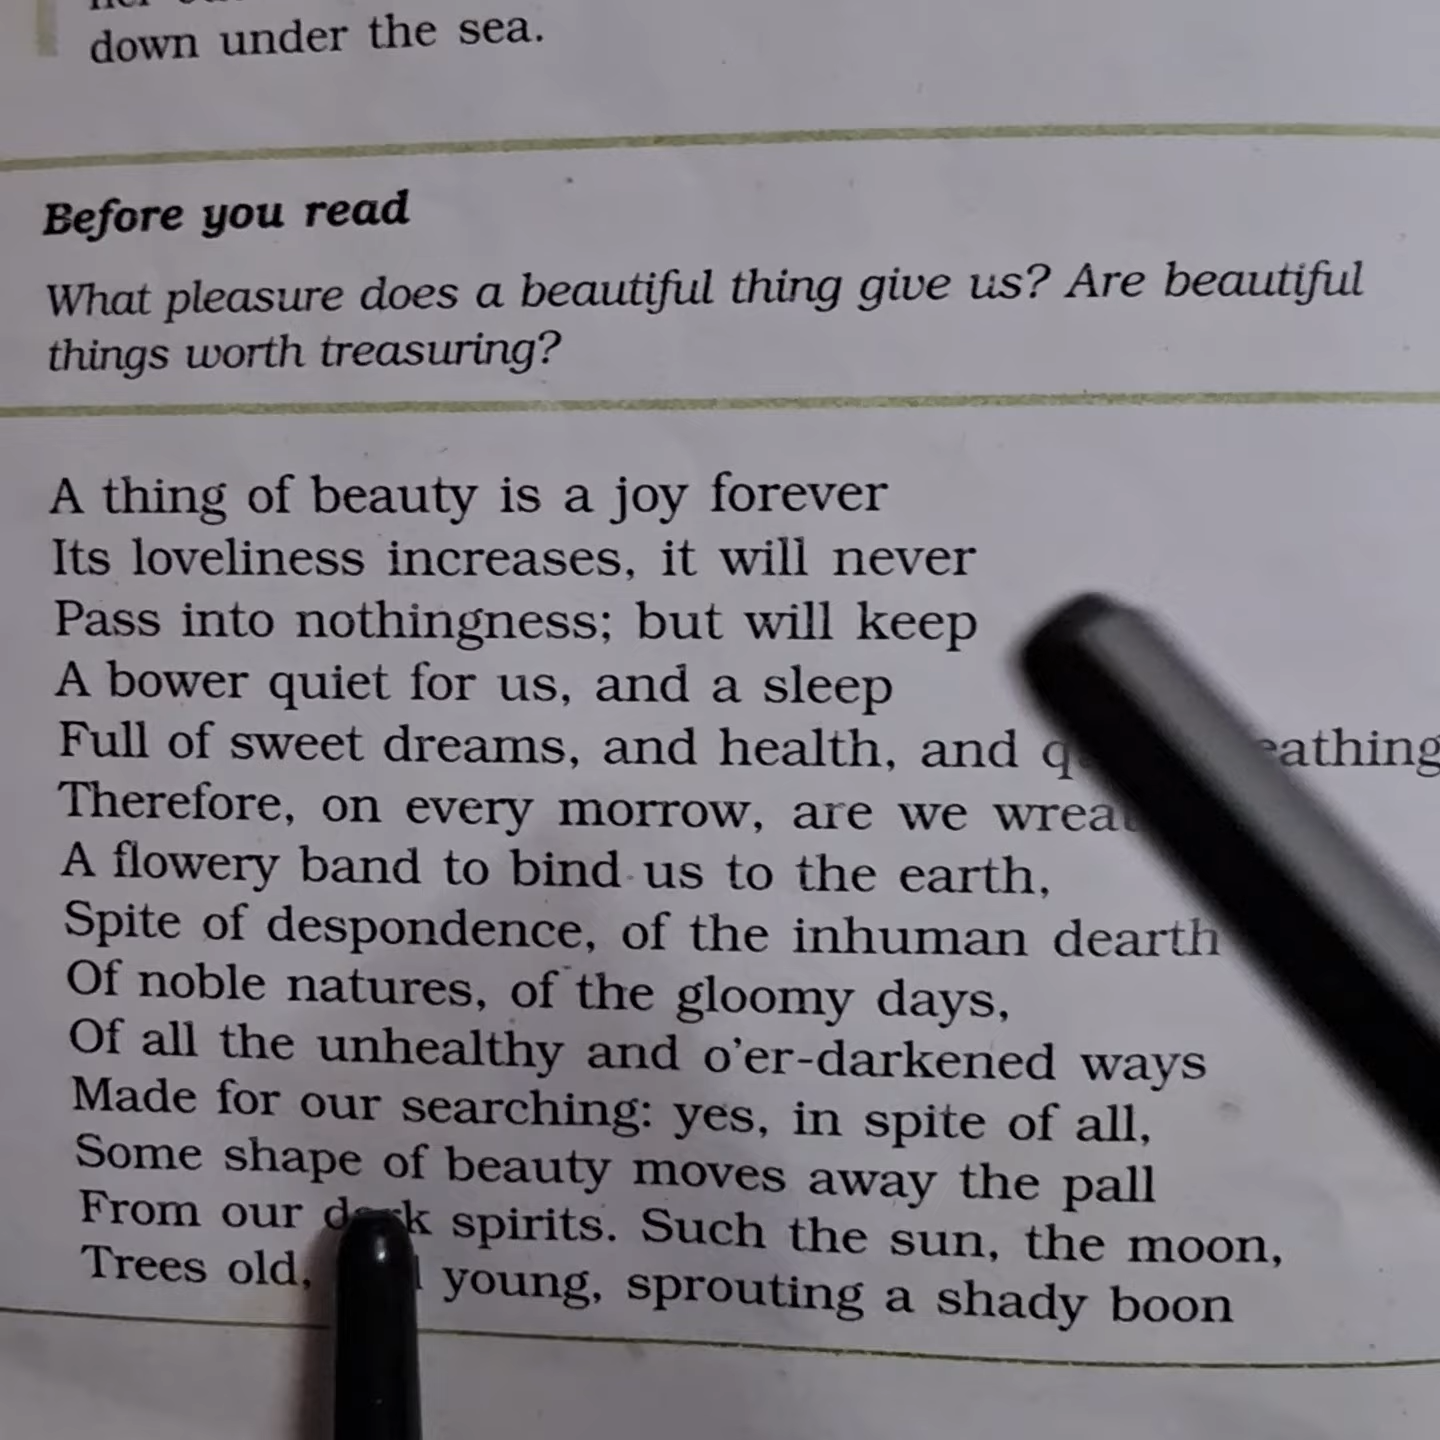 down under the sea.
Before you read
What pleasure does a beautiful thing give us? Are beautiful
things worth treasuring?
A thing of beauty is a joy forever
Its loveliness increases, it will never
Pass into nothingness; but will keep
A bower quiet for us, and a sleep
Full of sweet dreams, and health, and
Therefore, on every morrow, are we
A flowery band to bind us to the earth,
Spite of despondence, of the inhuman dearth
Of noble natures, of the gloomy days,
Of all the unhealthy and o'er-darkened ways
Made for our searching: yes, in spite of all,
Some shape of beauty moves away the pall
From our dark spirits. Such the sun, the moon,
Trees old, young, sprouting a shady boon